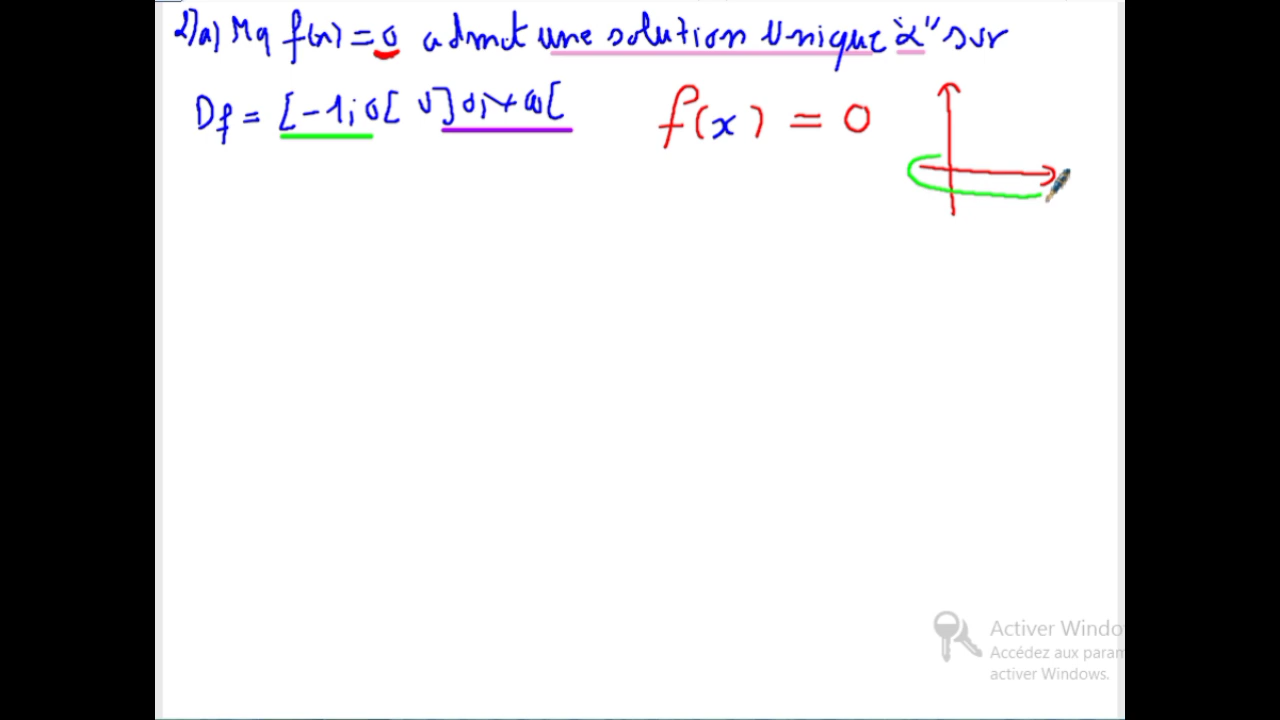 2)a) Mq f(x) = 0 admet une solution unique "α" sur
Df = [-1; 0[ ∪ ]0; +∞[
f(x) = 0
Activer Windo
Accédez aux param
activer Windows.